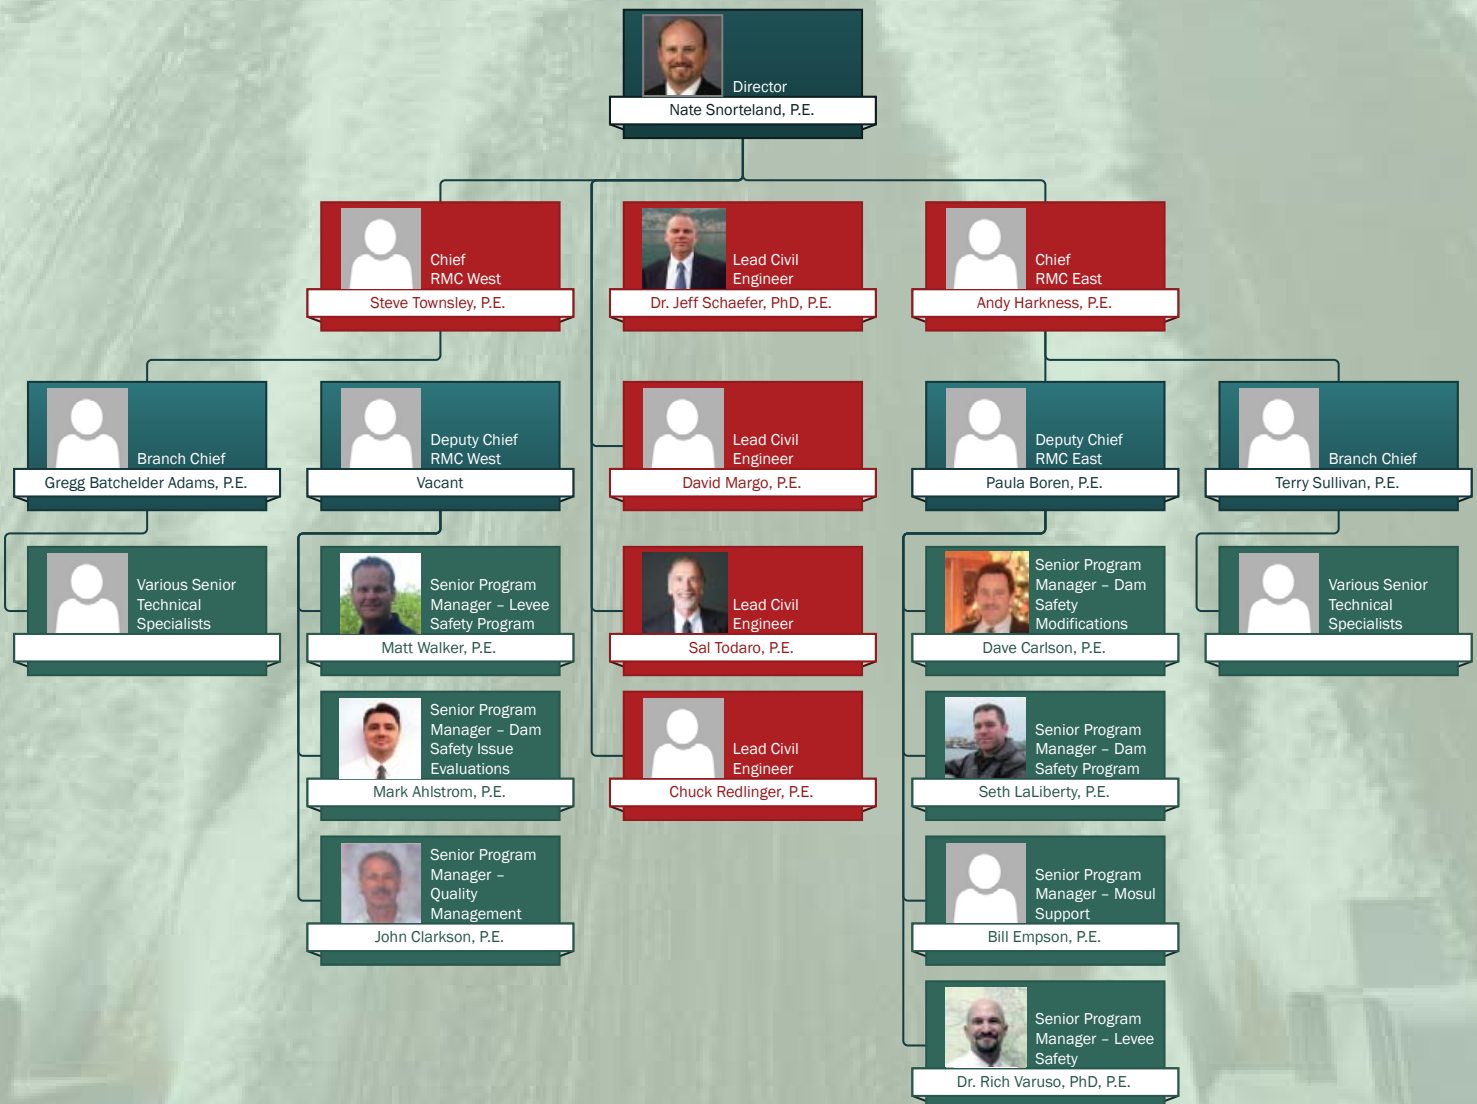 Director
Nate Snorteland, P.E.
Chief
RMC West
Steve Townsley, P.E.
Lead Civil
Engineer
Dr. Jeff Schaefer, PhD, P.E.
Chief
RMC East
Andy Harkness, P.E.
Branch Chief
Gregg Batchelder Adams, P.E.
Deputy Chief
RMC West
Vacant
Lead Civil
Engineer
David Margo, P.E.
Deputy Chief
RMC East
Paula Boren, P.E.
Branch Chief
Terry Sullivan, P.E.
Various Senior
Technical
Specialists
Senior Program
Manager – Levee
Safety Program
Matt Walker, P.E.
Lead Civil
Engineer
Sal Todaro, P.E.
Senior Program
Manager – Dam
Safety
Modifications
Dave Carlson, P.E.
Various Senior
Technical
Specialists
Senior Program
Manager – Dam
Safety Issue
Evaluations
Mark Ahlstrom, P.E.
Lead Civil
Engineer
Chuck Redlinger, P.E.
Senior Program
Manager – Dam
Safety Program
Seth LaLiberty, P.E.
Senior Program
Manager –
Quality
Management
John Clarkson, P.E.
Senior Program
Manager – Mosul
Support
Bill Empson, P.E.
Senior Program
Manager – Levee
Safety
Dr. Rich Varuso, PhD, P.E.